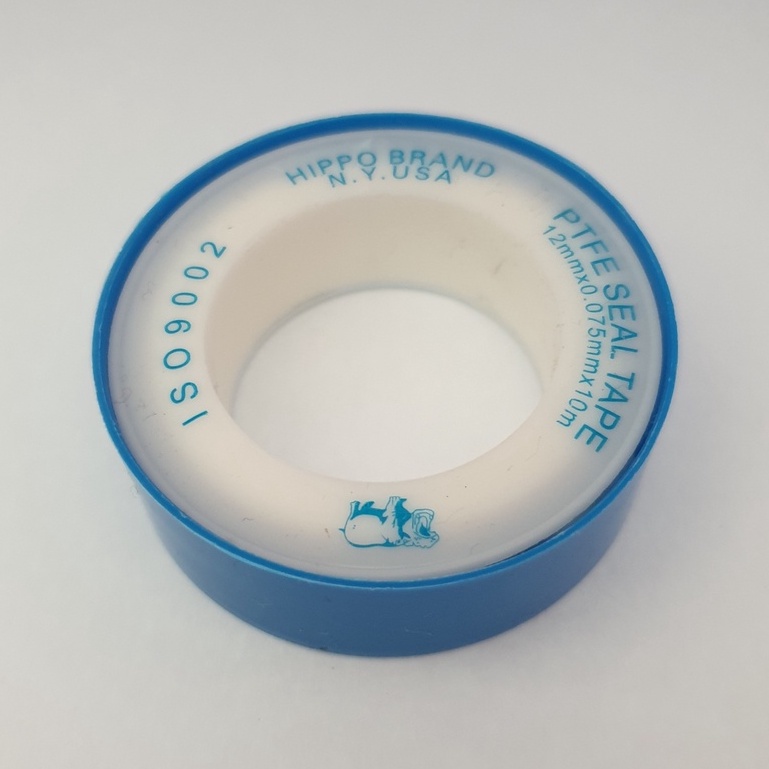 HIPPO BRAND
N.Y.USA
PTFE SEAL TAPE
12mmx0.075mmx10m
ISO9002